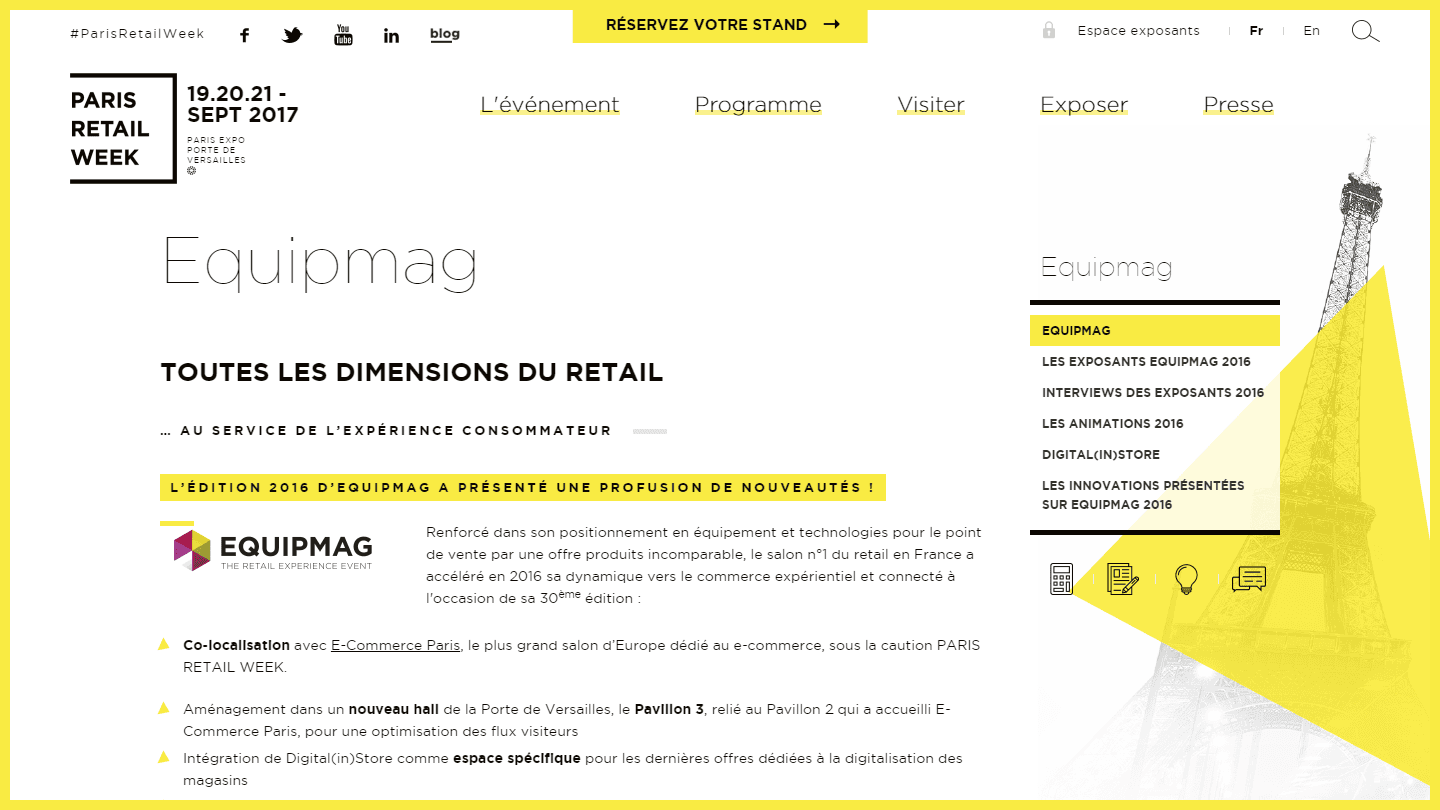 #ParisRetailWeek
You
Tube
in
blog
RÉSERVEZ VOTRE STAND
Espace exposants
Fr
En
PARIS
RETAIL
WEEK
19.20.21 -
SEPT 2017
PARIS EXPO
PORTE DE
VERSAILLES
L'événement
Programme
Visiter
Exposer
Presse
Equipmag
TOUTES LES DIMENSIONS DU RETAIL
… AU SERVICE DE L’EXPÉRIENCE CONSOMMATEUR
L’ÉDITION 2016 D’EQUIPMAG A PRÉSENTÉ UNE PROFUSION DE NOUVEAUTÉS !
EQUIPMAG
THE RETAIL EXPERIENCE EVENT
Renforcé dans son positionnement en équipement et technologies pour le point
de vente par une offre produits incomparable, le salon n°1 du retail en France a
accéléré en 2016 sa dynamique vers le commerce expérientiel et connecté à
l'occasion de sa 30ème édition :
Co-localisation avec E-Commerce Paris, le plus grand salon d’Europe dédié au e-commerce, sous la caution PARIS
RETAIL WEEK.
Aménagement dans un nouveau hall de la Porte de Versailles, le Pavillon 3, relié au Pavillon 2 qui a accueilli E-
Commerce Paris, pour une optimisation des flux visiteurs
Intégration de Digital(in)Store comme espace spécifique pour les dernières offres dédiées à la digitalisation des
magasins
Equipmag
EQUIPMAG
LES EXPOSANTS EQUIPMAG 2016
INTERVIEWS DES EXPOSANTS 2016
LES ANIMATIONS 2016
DIGITAL(IN)STORE
LES INNOVATIONS PRÉSENTÉES
SUR EQUIPMAG 2016